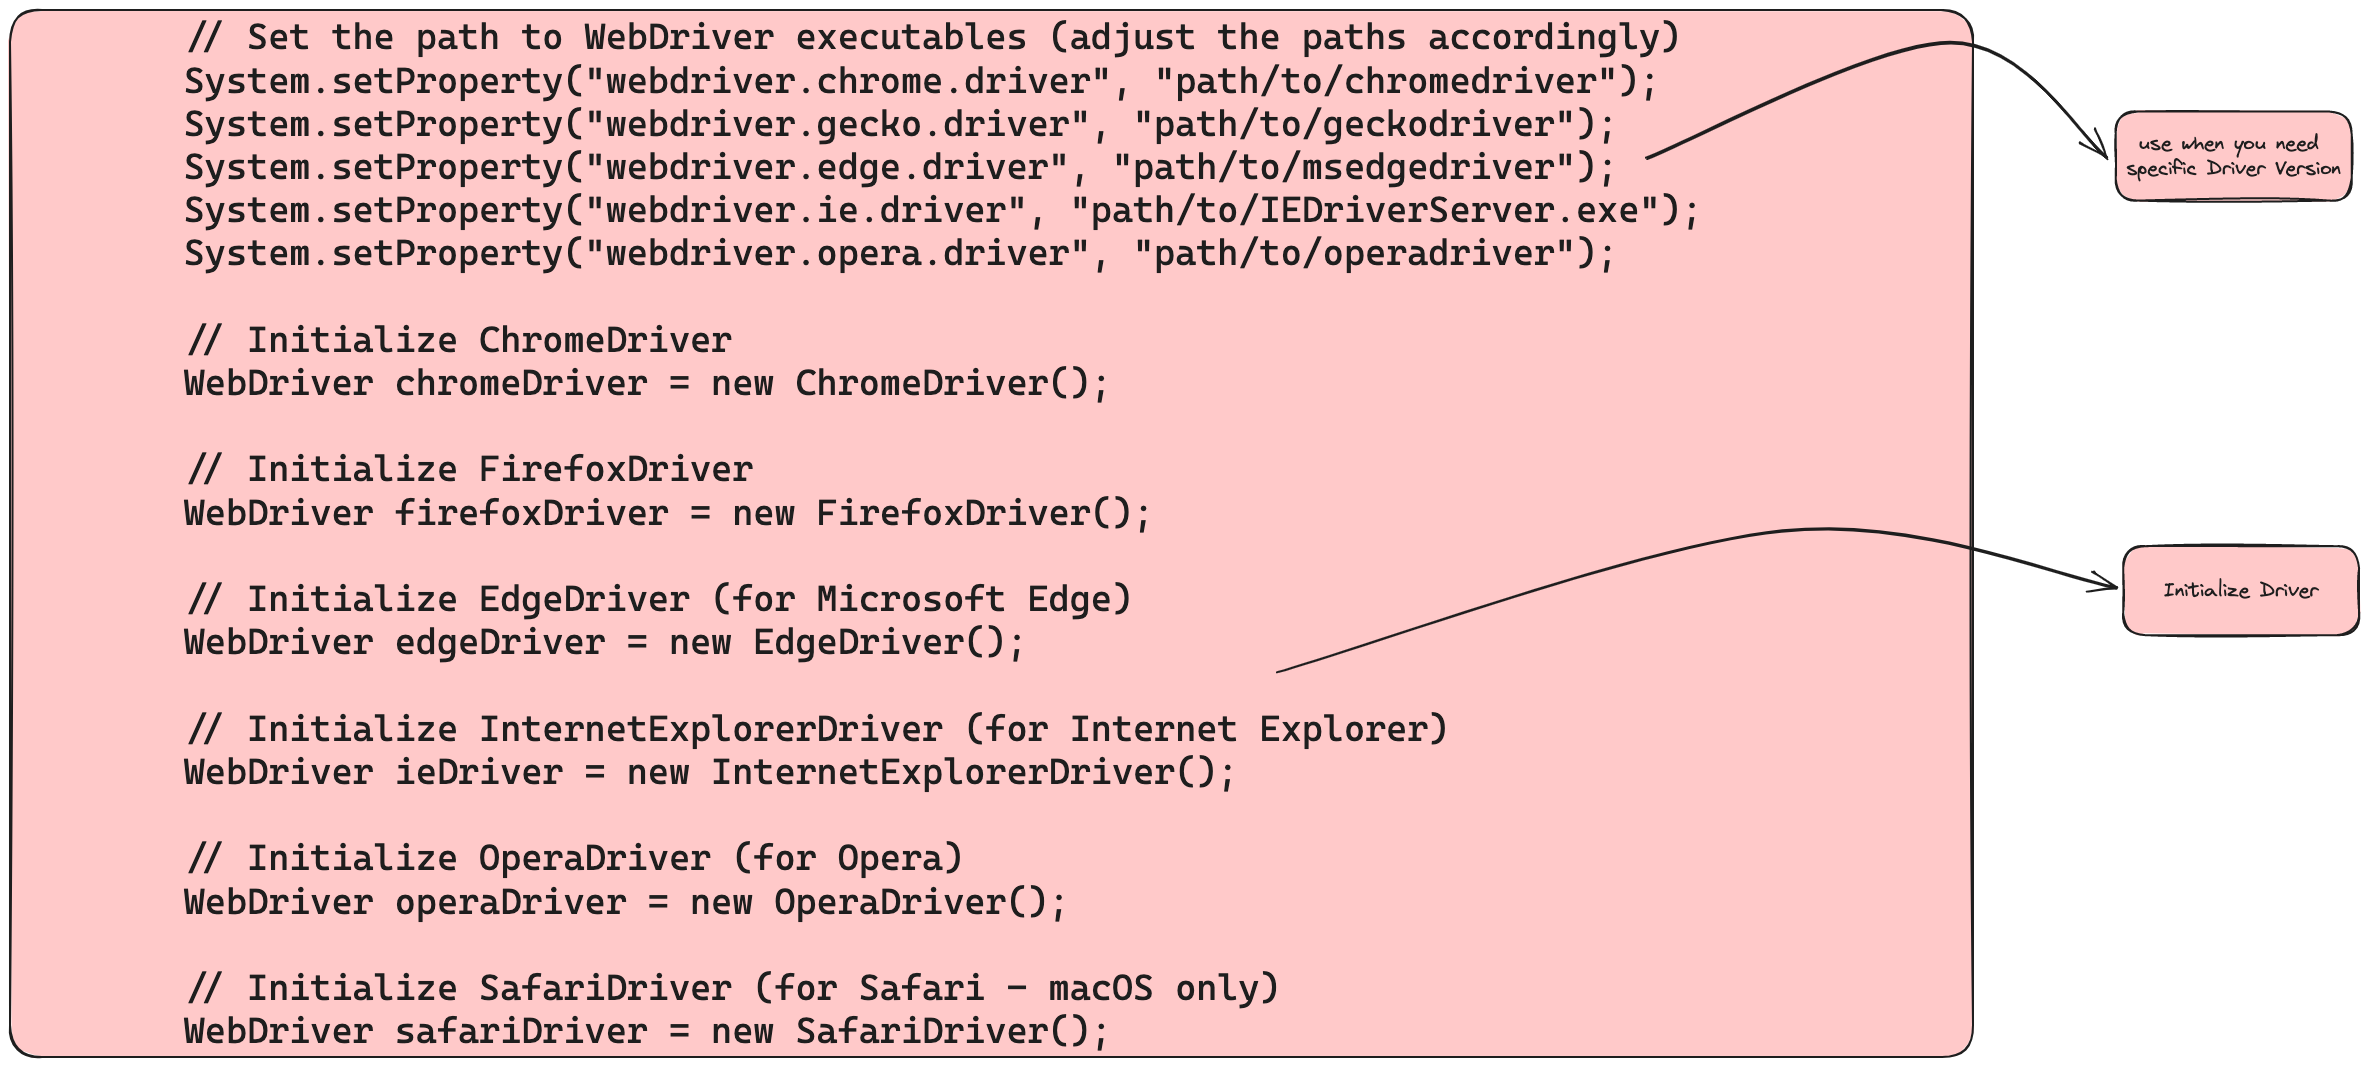 // Set the path to WebDriver executables (adjust the paths accordingly)
System.setProperty("webdriver.chrome.driver", "path/to/chromedriver");
System.setProperty("webdriver.gecko.driver", "path/to/geckodriver");
System.setProperty("webdriver.edge.driver", "path/to/msedgedriver");
System.setProperty("webdriver.ie.driver", "path/to/IEDriverServer.exe");
System.setProperty("webdriver.opera.driver", "path/to/operadriver");
// Initialize ChromeDriver
WebDriver chromeDriver = new ChromeDriver();
// Initialize FirefoxDriver
WebDriver firefoxDriver = new FirefoxDriver();
// Initialize EdgeDriver (for Microsoft Edge)
WebDriver edgeDriver = new EdgeDriver();
// Initialize InternetExplorerDriver (for Internet Explorer)
WebDriver ieDriver = new InternetExplorerDriver();
// Initialize OperaDriver (for Opera)
WebDriver operaDriver = new OperaDriver();
// Initialize SafariDriver (for Safari - macOS only)
WebDriver safariDriver = new SafariDriver();
use when you need
specific Driver Version
Initialize Driver